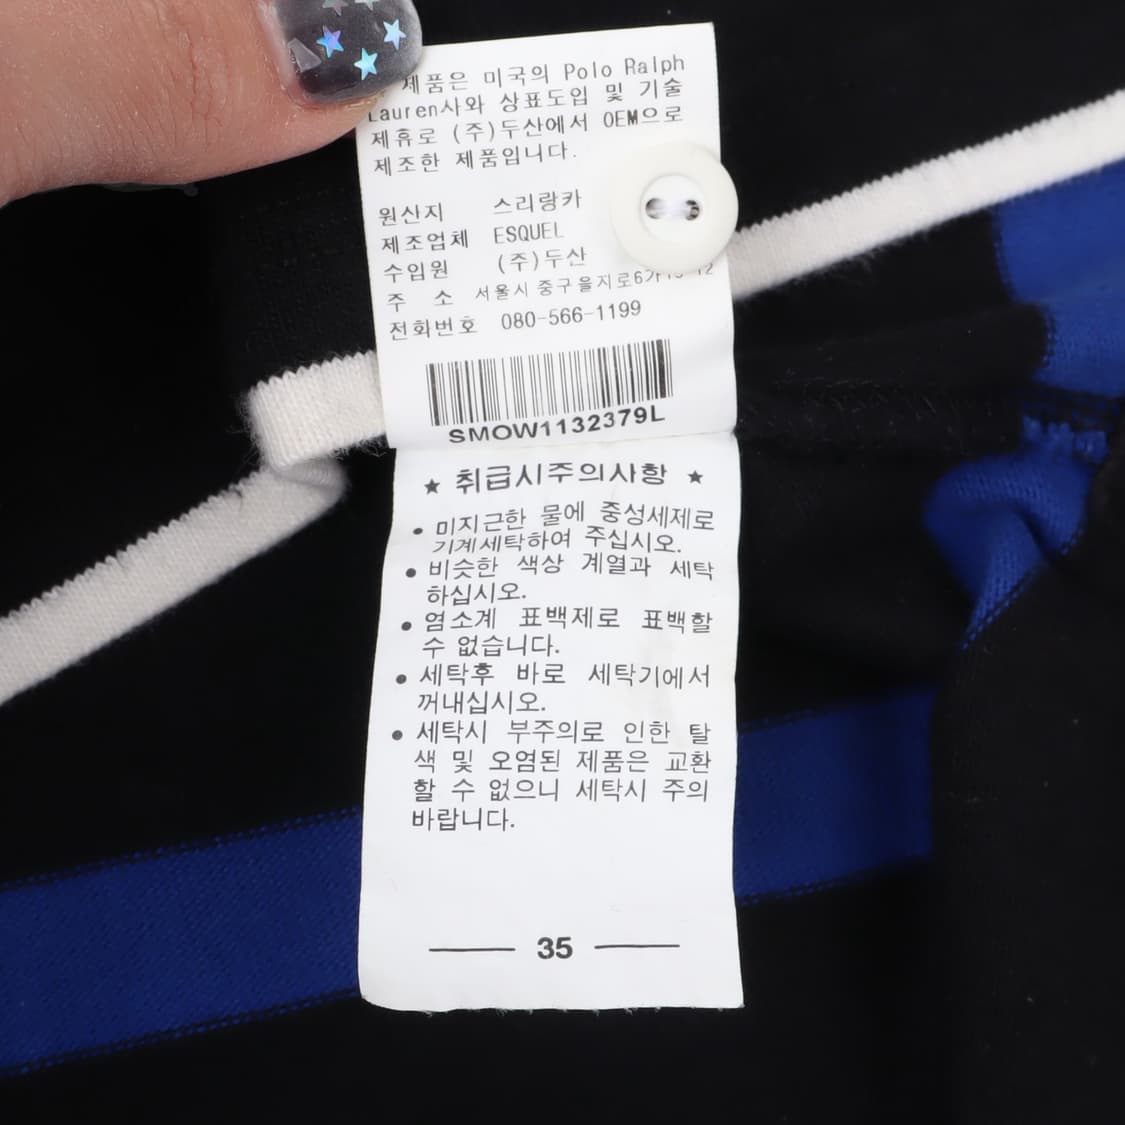 제품은 미국의 Polo Ralph
Lauren사와 상표도입 및 기술
제휴로 (주)두산에서 OEM으로
제조한 제품입니다.
원산지 스리랑카
제조업체 ESQUEL
수입원 (주)두산
주 소 서울시 중구 을지로6가
전화번호 080-566-1199
SMOW1132379L
★ 취급시주의사항 ★
• 미지근한 물에 중성세제로
기계세탁하여 주십시오.
• 비슷한 색상 계열과 세탁
하십시오.
• 염소계 표백제로 표백할
수 없습니다.
• 세탁후 바로 세탁기에서
꺼내십시오.
• 세탁시 부주의로 인한 탈
색 및 오염된 제품은 교환
할 수 없으니 세탁시 주의
바랍니다.
35